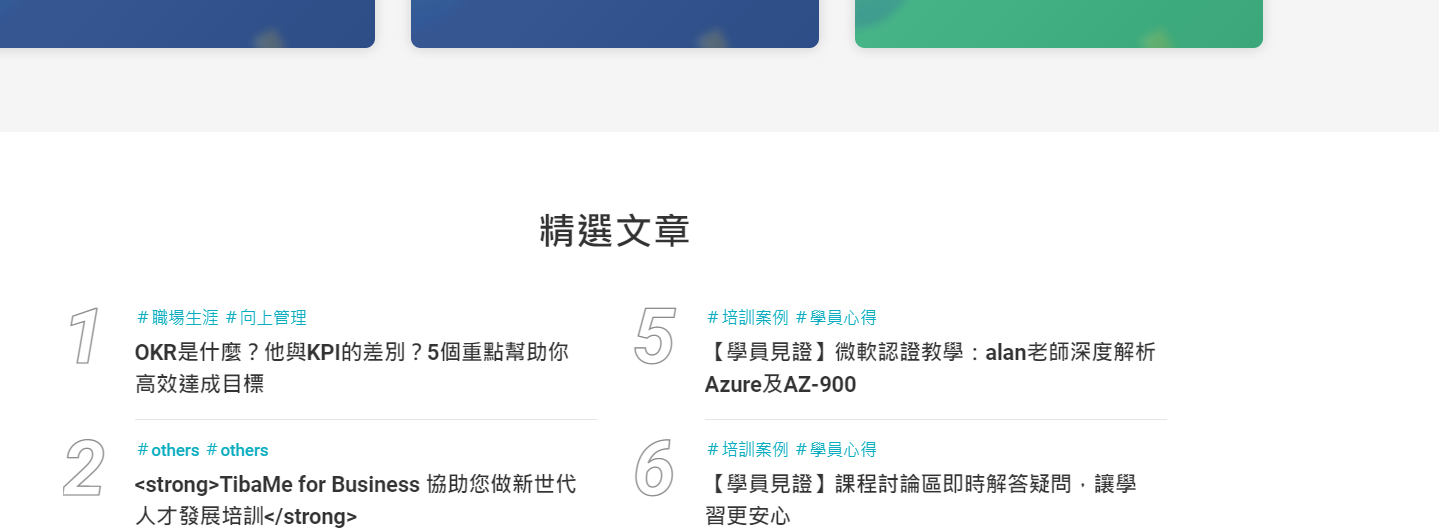 精選文章
1
#職場生涯 #向上管理
OKR是什麼？他與KPI的差別？5個重點幫助你
高效達成目標
2
#others #others
<strong>TibaMe for Business 協助您做新世代
人才發展培訓</strong>
5
#培訓案例 #學員心得
【學員見證】微軟認證教學：alan老師深度解析
Azure及AZ-900
6
#培訓案例 #學員心得
【學員見證】課程討論區即時解答疑問，讓學
習更安心